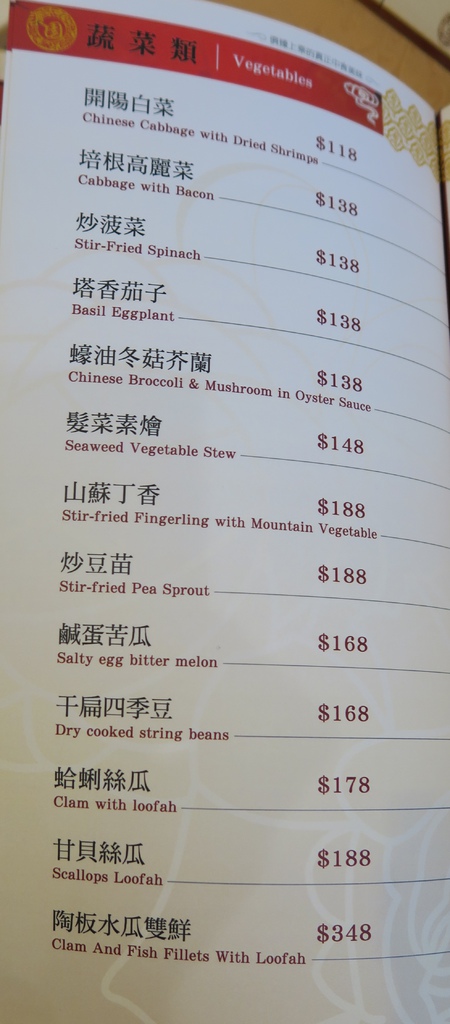 蔬菜類 | Vegetables
開陽白菜
Chinese Cabbage with Dried Shrimps $118
培根高麗菜
Cabbage with Bacon $138
炒菠菜
Stir-Fried Spinach $138
塔香茄子
Basil Eggplant $138
蠔油冬菇芥蘭 $138
Chinese Broccoli & Mushroom in Oyster Sauce
髮菜素燴
Seaweed Vegetable Stew $148
山蘇丁香 $188
Stir-fried Fingerling with Mountain Vegetable
炒豆苗 $188
Stir-fried Pea Sprout
鹹蛋苦瓜 $168
Salty egg bitter melon
干扁四季豆 $168
Dry cooked string beans
蛤蜊絲瓜 $178
Clam with loofah
甘貝絲瓜 $188
Scallops Loofah
陶板水瓜雙鮮 $348
Clam And Fish Fillets With Loofah